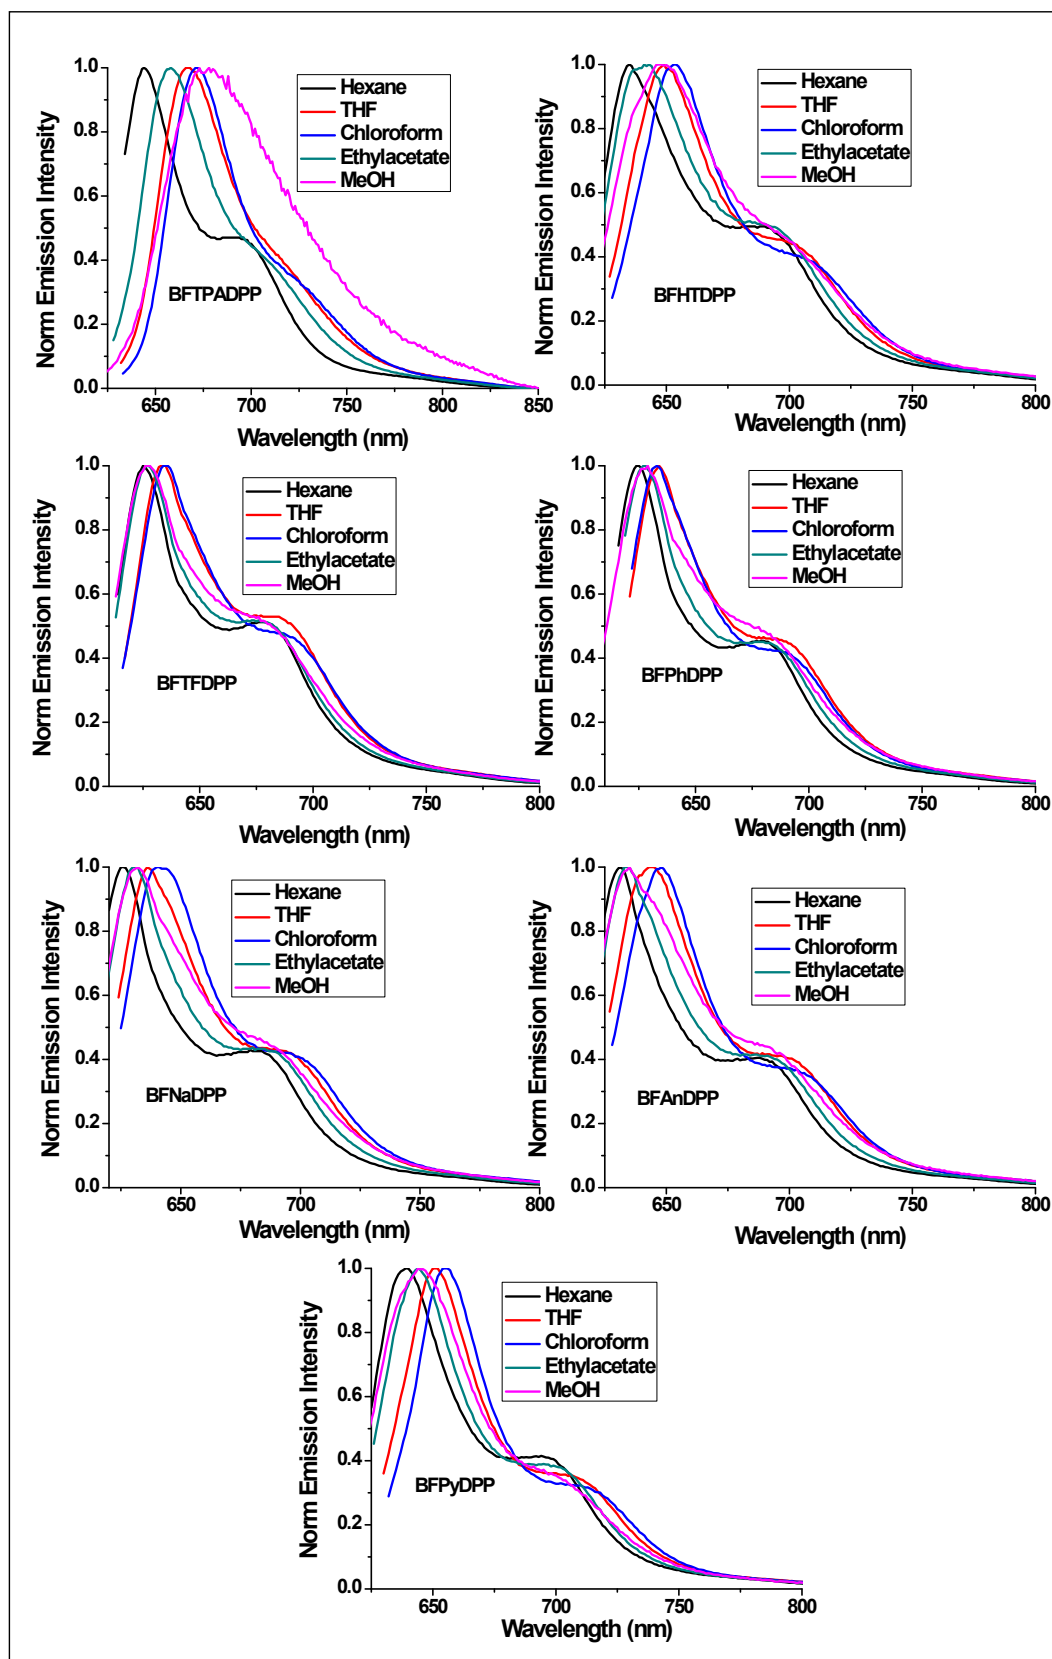 1.0
0.8
0.6
0.4
0.2
0.0
Norm Emission Intensity
Hexane
THF
Chloroform
Ethylacetate
MeOH
BFTPADPP
650 700 750 800 850
Wavelength (nm)
1.0
0.8
0.6
0.4
0.2
0.0
Norm Emission Intensity
Hexane
THF
Chloroform
Ethylacetate
MeOH
BFHTDPP
650 700 750 800
Wavelength (nm)
1.0
0.8
0.6
0.4
0.2
0.0
Norm Emission Intensity
Hexane
THF
Chloroform
Ethylacetate
MeOH
BFTFDPP
650 700 750 800
Wavelength (nm)
1.0
0.8
0.6
0.4
0.2
0.0
Norm Emission Intensity
Hexane
THF
Chloroform
Ethylacetate
MeOH
BFPhDPP
650 700 750 800
Wavelength (nm)
1.0
0.8
0.6
0.4
0.2
0.0
Norm Emission Intensity
Hexane
THF
Chloroform
Ethylacetate
MeOH
BFNaDPP
650 700 750 800
Wavelength (nm)
1.0
0.8
0.6
0.4
0.2
0.0
Norm Emission Intensity
Hexane
THF
Chloroform
Ethylacetate
MeOH
BFAnDPP
650 700 750 800
Wavelength (nm)
1.0
0.8
0.6
0.4
0.2
0.0
Norm Emission Intensity
Hexane
THF
Chloroform
Ethylacetate
MeOH
BFPyDPP
650 700 750 800
Wavelength (nm)